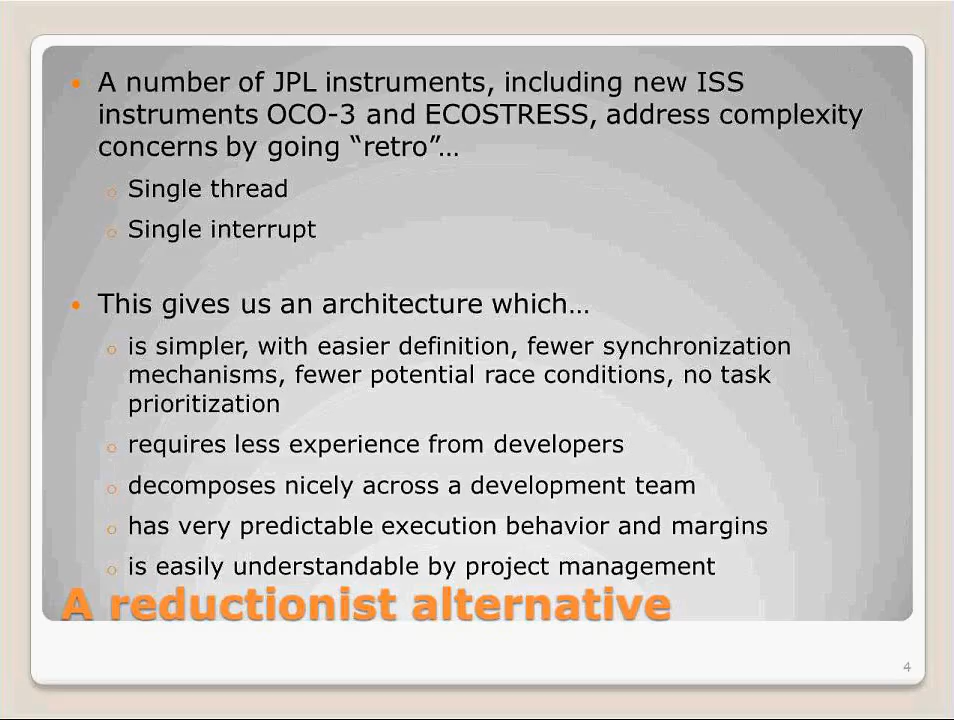 A number of JPL instruments, including new ISS
instruments OCO-3 and ECOSTRESS, address complexity
concerns by going “retro”…
Single thread
Single interrupt
This gives us an architecture which…
is simpler, with easier definition, fewer synchronization
mechanisms, fewer potential race conditions, no task
prioritization
requires less experience from developers
decomposes nicely across a development team
has very predictable execution behavior and margins
is easily understandable by project management
A reductionist alternative
4